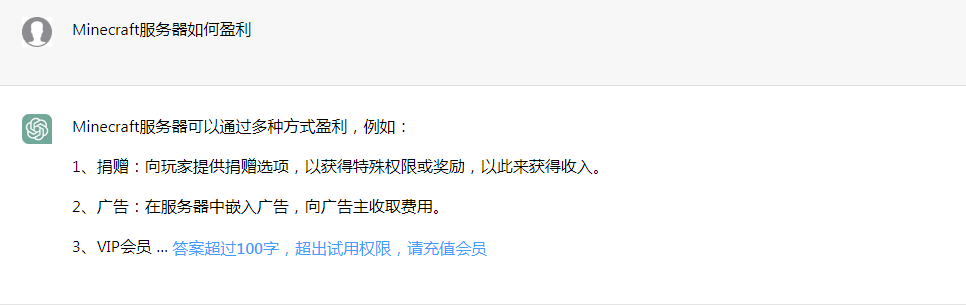 Minecraft服务器如何盈利
Minecraft服务器可以通过多种方式盈利，例如：
1、捐赠：向玩家提供捐赠选项，以获得特殊权限或奖励，以此来获得收入。
2、广告：在服务器中嵌入广告，向广告主收取费用。
3、VIP会员 ... 答案超过100字，超出试用权限，请充值会员